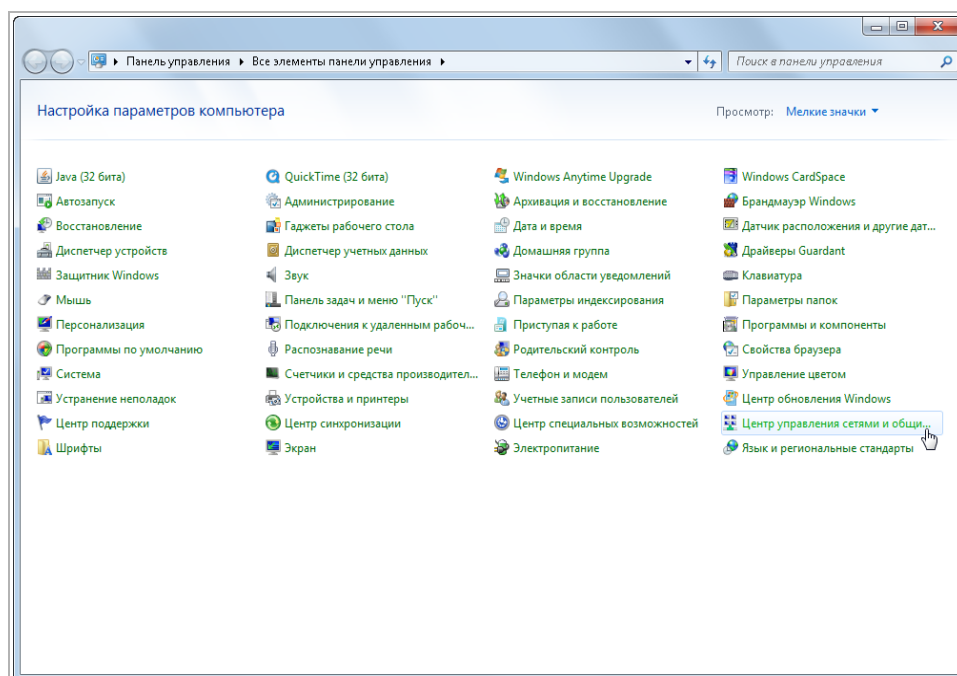 Панель управления ▸ Все элементы панели управления ▸
Поиск в панели управления
Настройка параметров компьютера
Просмотр: Мелкие значки
Java (32 бита)
QuickTime (32 бита)
Windows Anytime Upgrade
Windows CardSpace
Автозапуск
Администрирование
Архивация и восстановление
Брандмауэр Windows
Восстановление
Гаджеты рабочего стола
Дата и время
Датчик расположения и другие дат...
Диспетчер устройств
Диспетчер учетных данных
Домашняя группа
Драйверы Guardant
Защитник Windows
Звук
Значки области уведомлений
Клавиатура
Мышь
Панель задач и меню "Пуск"
Параметры индексирования
Параметры папок
Персонализация
Подключения к удаленным рабоч...
Приступая к работе
Программы и компоненты
Программы по умолчанию
Распознавание речи
Родительский контроль
Свойства браузера
Система
Счетчики и средства производител...
Телефон и модем
Управление цветом
Устранение неполадок
Устройства и принтеры
Учетные записи пользователей
Центр обновления Windows
Центр поддержки
Центр синхронизации
Центр специальных возможностей
Центр управления сетями и общи...
Шрифты
Экран
Электропитание
Язык и региональные стандарты